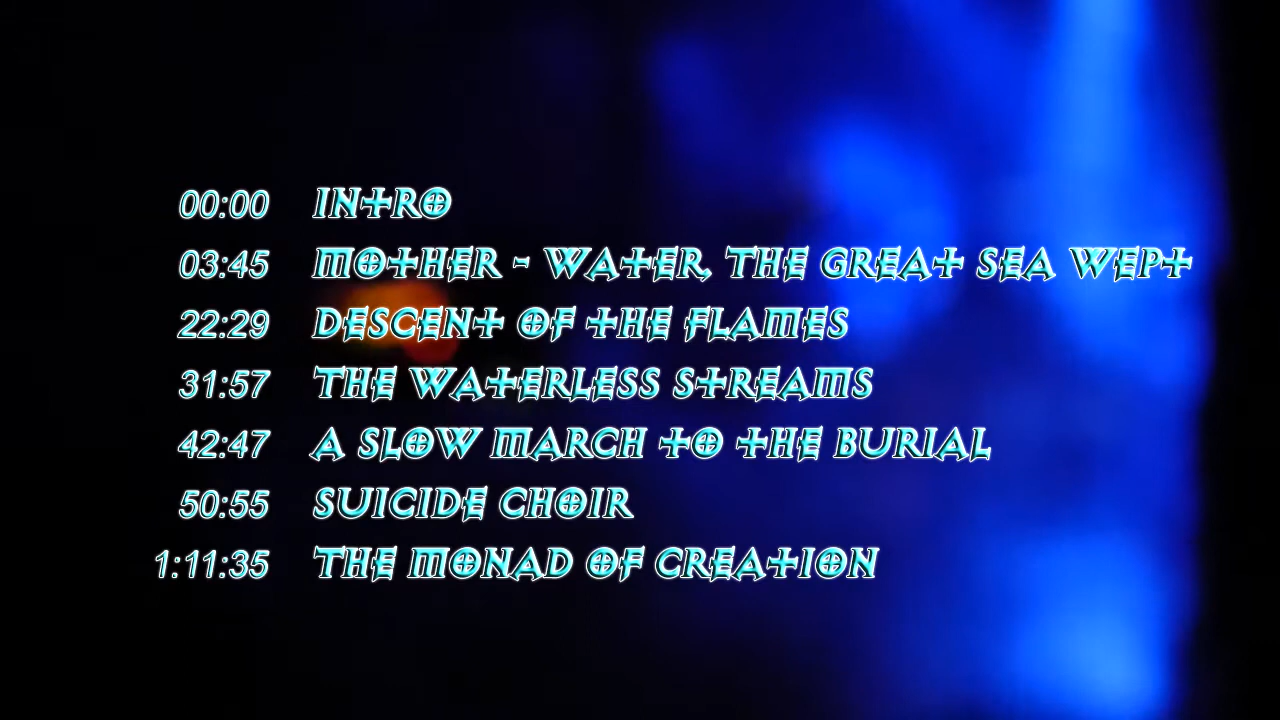 00:00 INTRO
03:45 MOTHER - WATER, THE GREAT SEA WEPT
22:29 DESCENT OF THE FLAMES
31:57 THE WATERLESS STREAMS
42:47 A SLOW MARCH TO THE BURIAL
50:55 SUICIDE CHOIR
1:11:35 THE MONAD OF CREATION